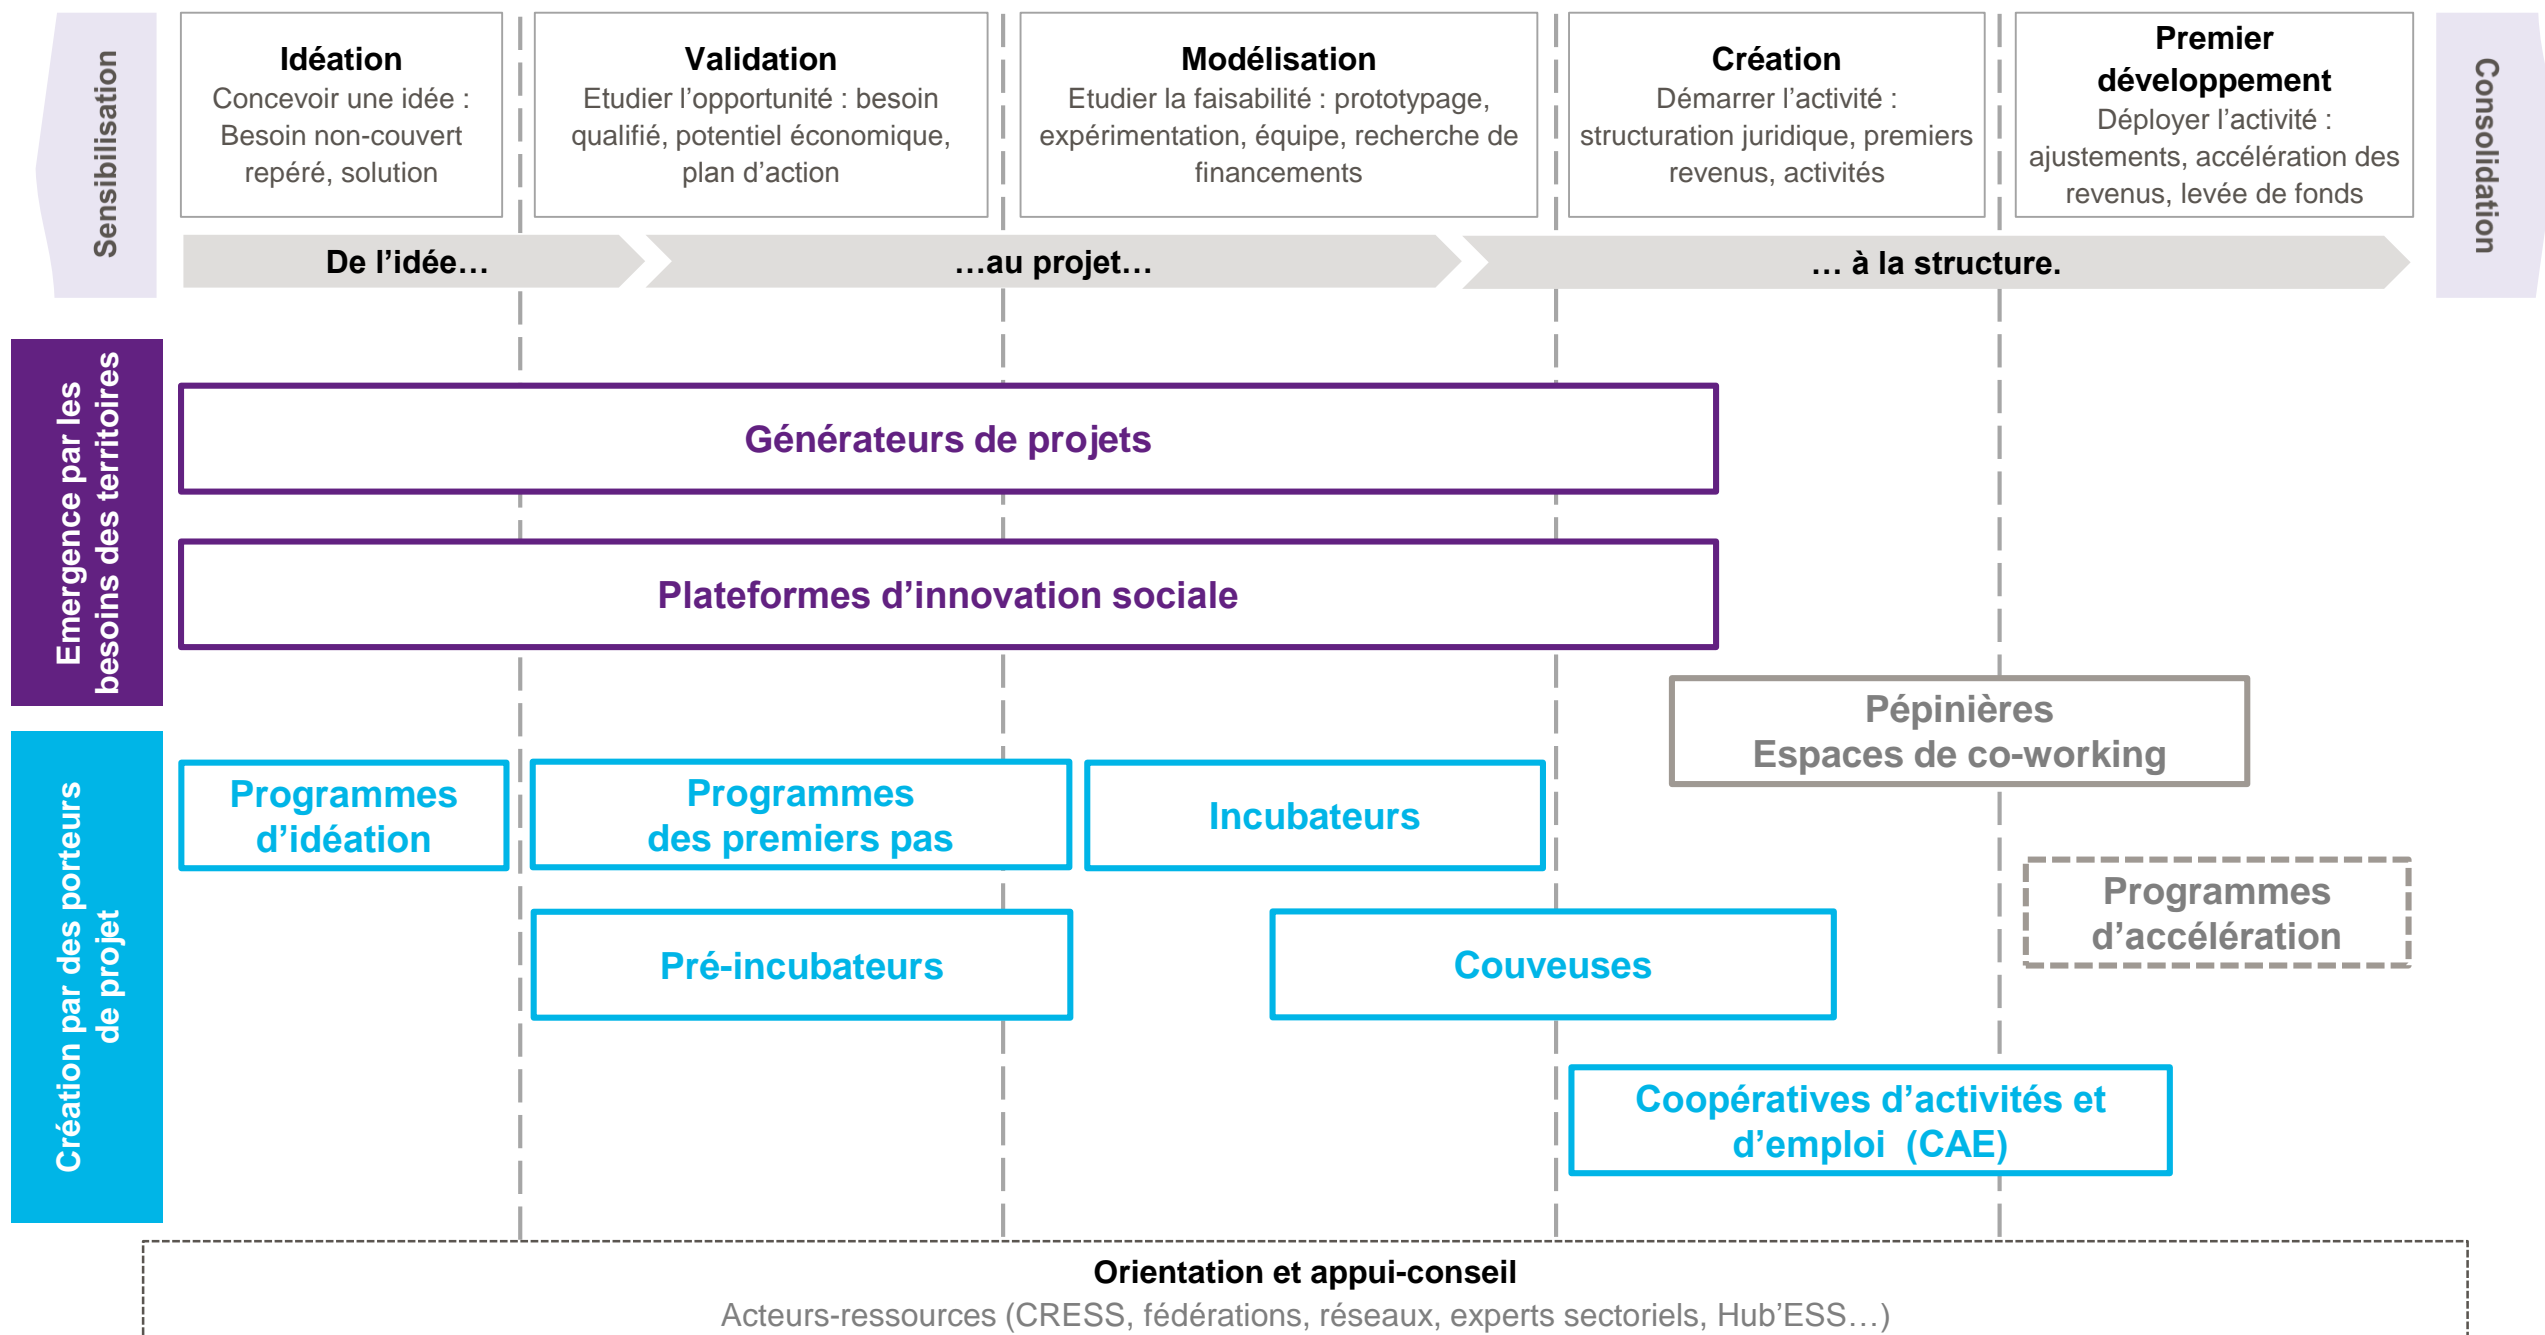 Sensibilisation
Idéation
Concevoir une idée :
Besoin non-couvert
repéré, solution
Validation
Etudier l’opportunité : besoin
qualifié, potentiel économique,
plan d’action
Modélisation
Etudier la faisabilité : prototypage,
expérimentation, équipe, recherche de
financements
Création
Démarrer l’activité :
structuration juridique, premiers
revenus, activités
Premier
développement
Déployer l’activité :
ajustements, accélération des
revenus, levée de fonds
Consolidation
De l’idée…
…au projet…
… à la structure.
Emergence par les
besoins des territoires
Générateurs de projets
Plateformes d’innovation sociale
Pépinières
Espaces de co-working
Création par des porteurs
de projet
Programmes
d’idéation
Programmes
des premiers pas
Incubateurs
Programmes
d’accélération
Pré-incubateurs
Couveuses
Coopératives d’activités et
d’emploi  (CAE)
Orientation et appui-conseil
Acteurs-ressources (CRESS, fédérations, réseaux, experts sectoriels, Hub’ESS…)